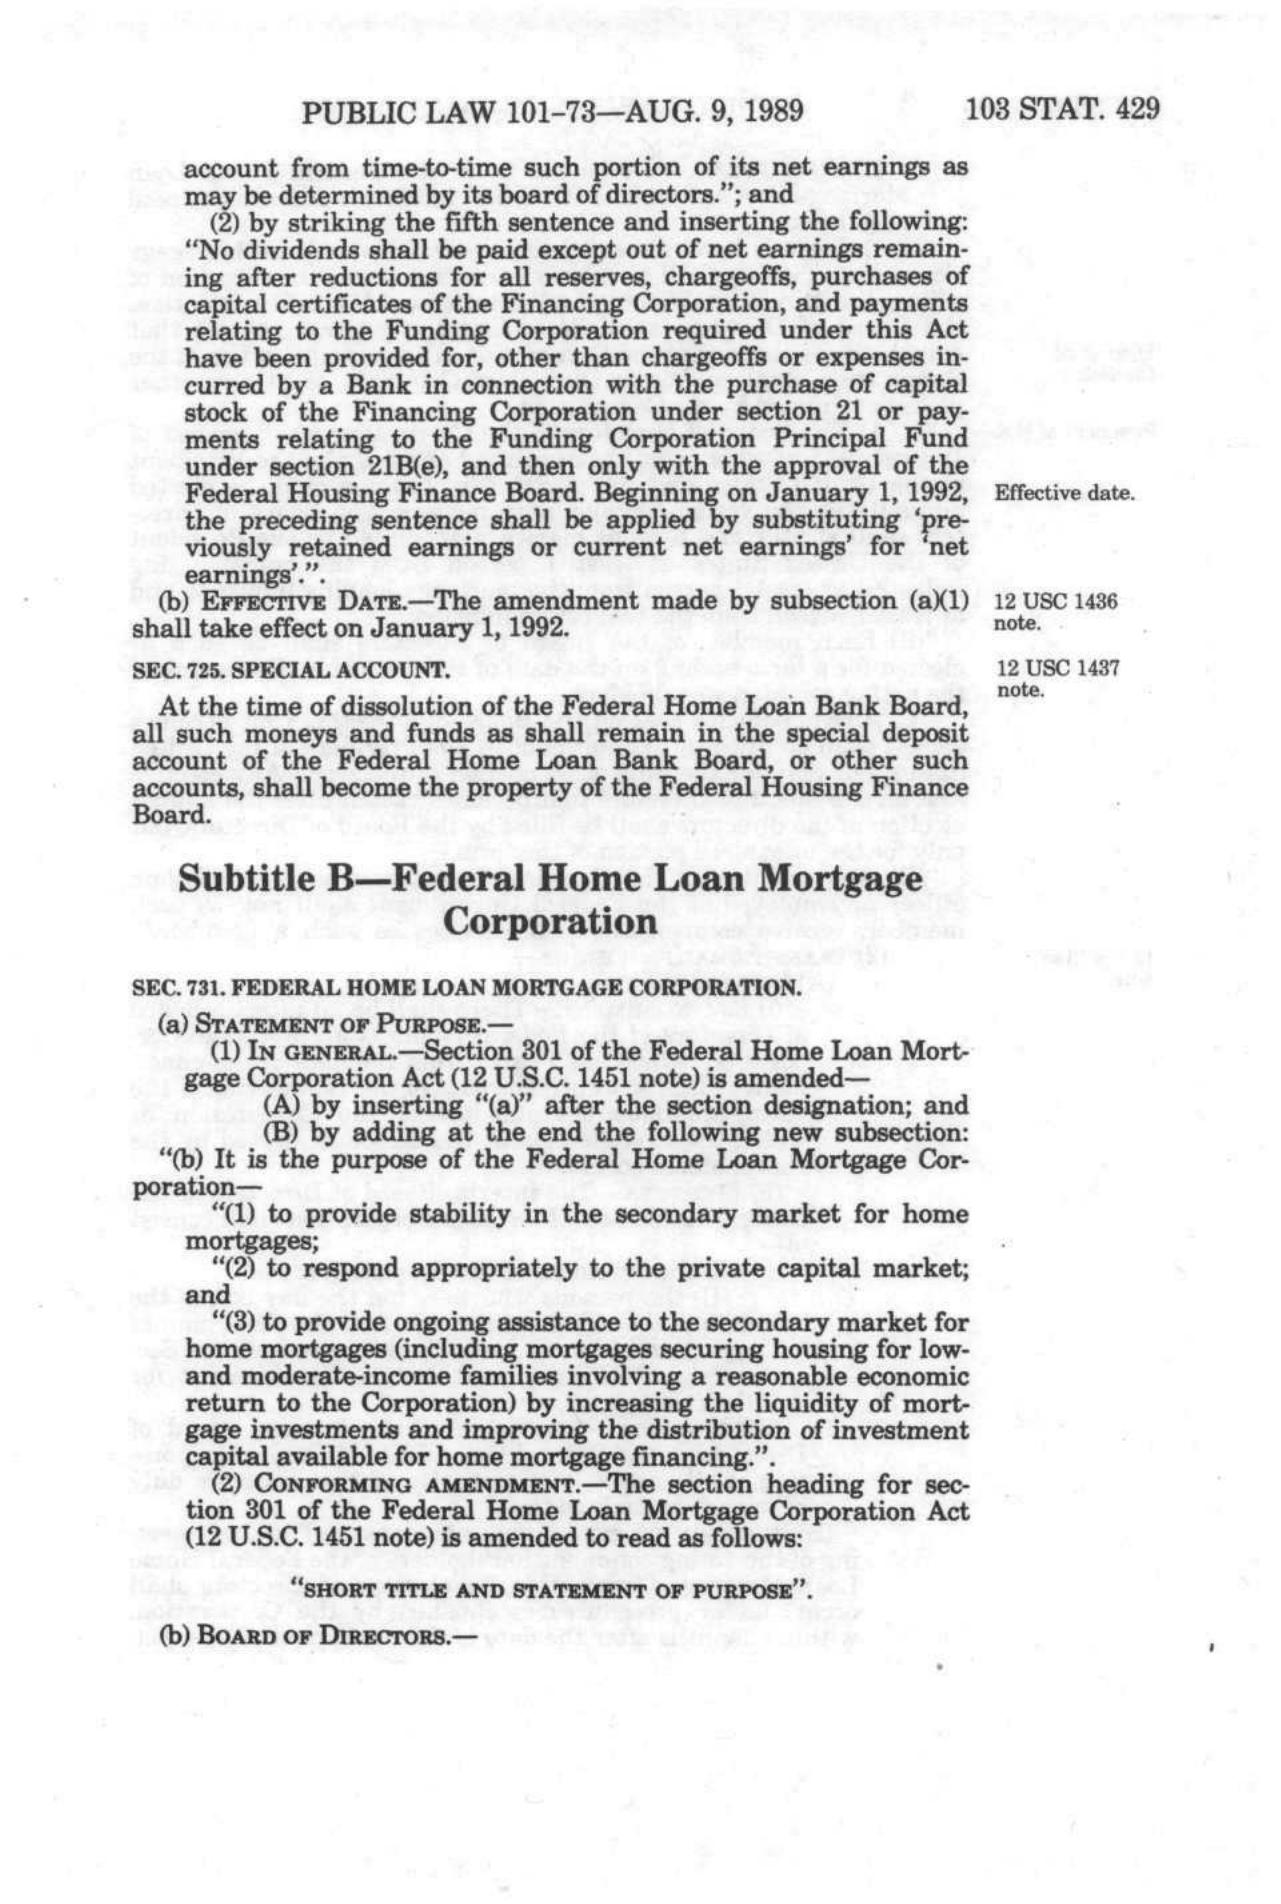 PUBLIC LAW 101-73—AUG. 9, 1989 103 STAT. 429
account from time-to-time such portion of its net earnings as
may be determined by its board of directors."; and
(2) by striking the fifth sentence and inserting the following:
"No dividends shall be paid except out of net earnings remain-
ing after reductions for all reserves, chargeoffs, purchases of
capital certificates of the Financing Corporation, and payments
relating to the Funding Corporation required under this Act
have been provided for, other than chargeoffs or expenses in-
curred by a Bank in connection with the purchase of capital
stock of the Financing Corporation under section 21 or pay-
ments relating to the Funding Corporation Principal Fund
under section 21B(e), and then only with the approval of the
Federal Housing Finance Board. Beginning on January 1, 1992,
the preceding sentence shall be applied by substituting 'pre-
viously retained earnings or current net earnings' for 'net
earnings'.".
Effective date.
(b) EFFECTIVE DATE.—The amendment made by subsection (a)(1)
shall take effect on January 1, 1992.
12 USC 1436
note.
SEC. 725. SPECIAL ACCOUNT.
12 USC 1437
note.
At the time of dissolution of the Federal Home Loan Bank Board,
all such moneys and funds as shall remain in the special deposit
account of the Federal Home Loan Bank Board, or other such
accounts, shall become the property of the Federal Housing Finance
Board.
Subtitle B—Federal Home Loan Mortgage
Corporation
SEC. 731. FEDERAL HOME LOAN MORTGAGE CORPORATION.
(a) STATEMENT OF PURPOSE.—
(1) IN GENERAL.—Section 301 of the Federal Home Loan Mort-
gage Corporation Act (12 U.S.C. 1451 note) is amended—
(A) by inserting "(a)" after the section designation; and
(B) by adding at the end the following new subsection:
"(b) It is the purpose of the Federal Home Loan Mortgage Cor-
poration—
"(1) to provide stability in the secondary market for home
mortgages;
"(2) to respond appropriately to the private capital market;
and
"(3) to provide ongoing assistance to the secondary market for
home mortgages (including mortgages securing housing for low-
and moderate-income families involving a reasonable economic
return to the Corporation) by increasing the liquidity of mort-
gage investments and improving the distribution of investment
capital available for home mortgage financing.".
(2) CONFORMING AMENDMENT.—The section heading for sec-
tion 301 of the Federal Home Loan Mortgage Corporation Act
(12 U.S.C. 1451 note) is amended to read as follows:
"SHORT TITLE AND STATEMENT OF PURPOSE".
(b) BOARD OF DIRECTORS.—